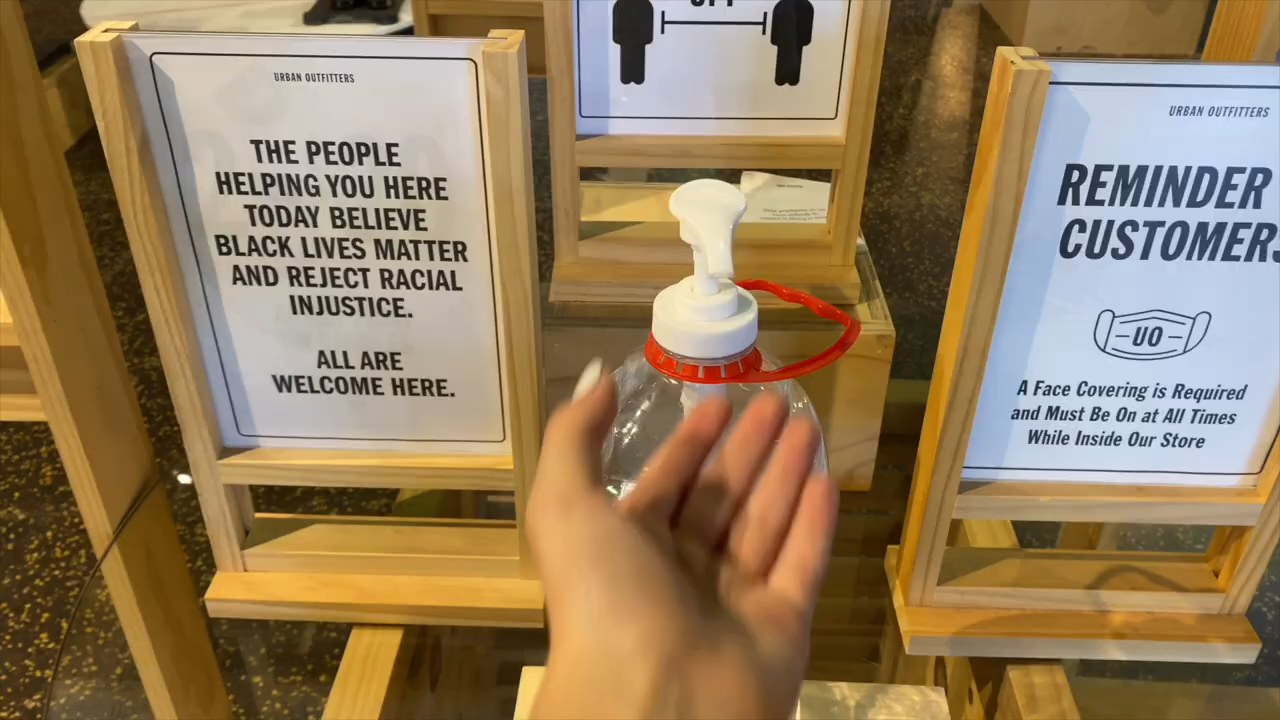 URBAN OUTFITTERS
THE PEOPLE
HELPING YOU HERE
TODAY BELIEVE
BLACK LIVES MATTER
AND REJECT RACIAL
INJUSTICE.
ALL ARE
WELCOME HERE.
URBAN OUTFITTERS
REMINDER
CUSTOMERS
UO
A Face Covering is Required
and Must Be On at All Times
While Inside Our Store